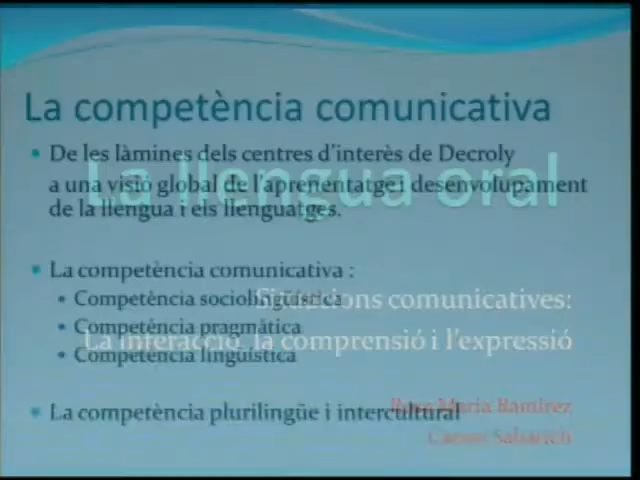 La competència comunicativa
De les làmines dels centres d'interès de Decroly
a una visió global de l'aprenentatge i desenvolupament
de la llengua i els llenguatges.
La llengua oral
La competència comunicativa :
Competència sociolingüística
Competència pragmàtica
Competència lingüística
Situacions comunicatives:
La interacció, la comprensió i l'expressió
La competència plurilingüe i intercultural
Rosa Maria Ramírez
Carme Sabarich